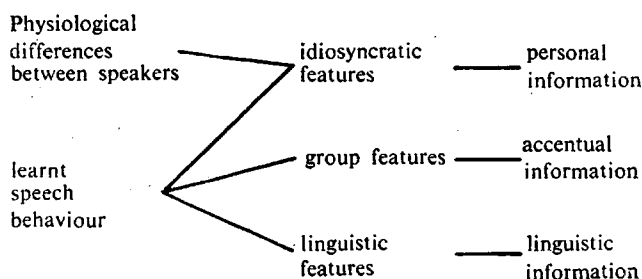 Physiological
differences
between speakers
idiosyncratic
features
personal
information
learnt
speech
behaviour
group features
accentual
information
linguistic
features
linguistic
information